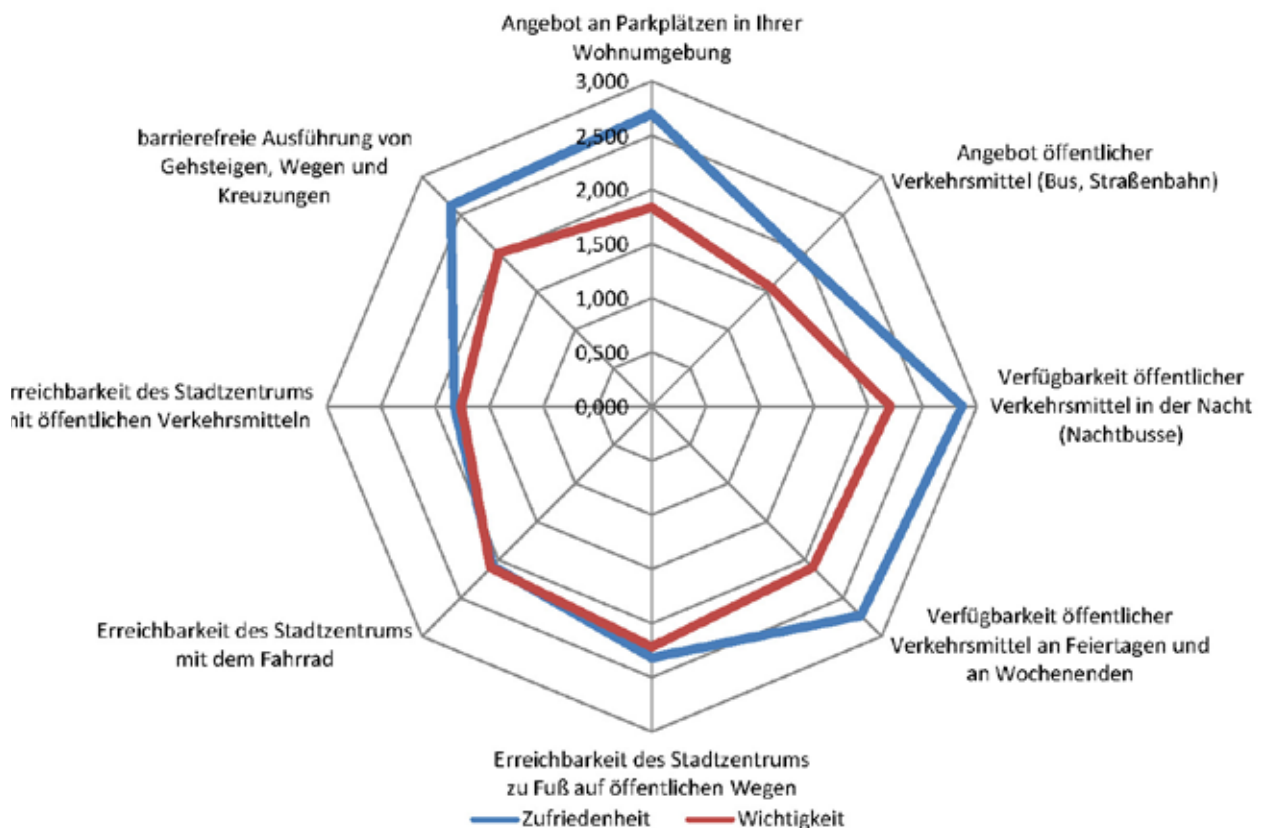 Angebot an Parkplätzen in Ihrer
Wohnumgebung
3,000
2,500
2,000
1,500
1,000
0,500
0,000
Angebot öffentlicher
Verkehrsmittel (Bus, Straßenbahn)
Verfügbarkeit öffentlicher
Verkehrsmittel in der Nacht
(Nachtbusse)
Verfügbarkeit öffentlicher
Verkehrsmittel an Feiertagen und
an Wochenenden
Erreichbarkeit des Stadtzentrums
zu Fuß auf öffentlichen Wegen
Erreichbarkeit des Stadtzentrums
mit dem Fahrrad
rreichbarkeit des Stadtzentrums
nit öffentlichen Verkehrsmitteln
barrierefreie Ausführung von
Gehsteigen, Wegen und
Kreuzungen
Zufriedenheit Wichtigkeit